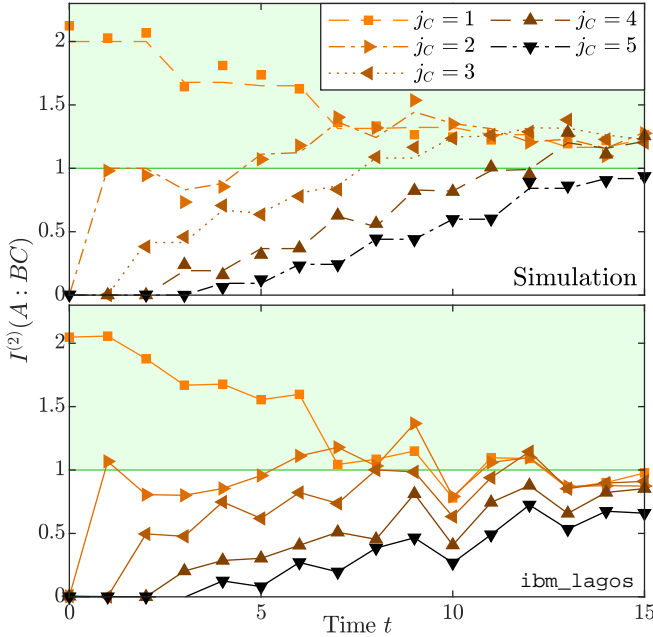 2
1.5
1
0.5
0
j_C = 1
j_C = 2
j_C = 3
j_C = 4
j_C = 5
Simulation
I^{(2)}(A : BC)
2
1.5
1
0.5
0
ibm_lagos
0
5
10
15
Time t